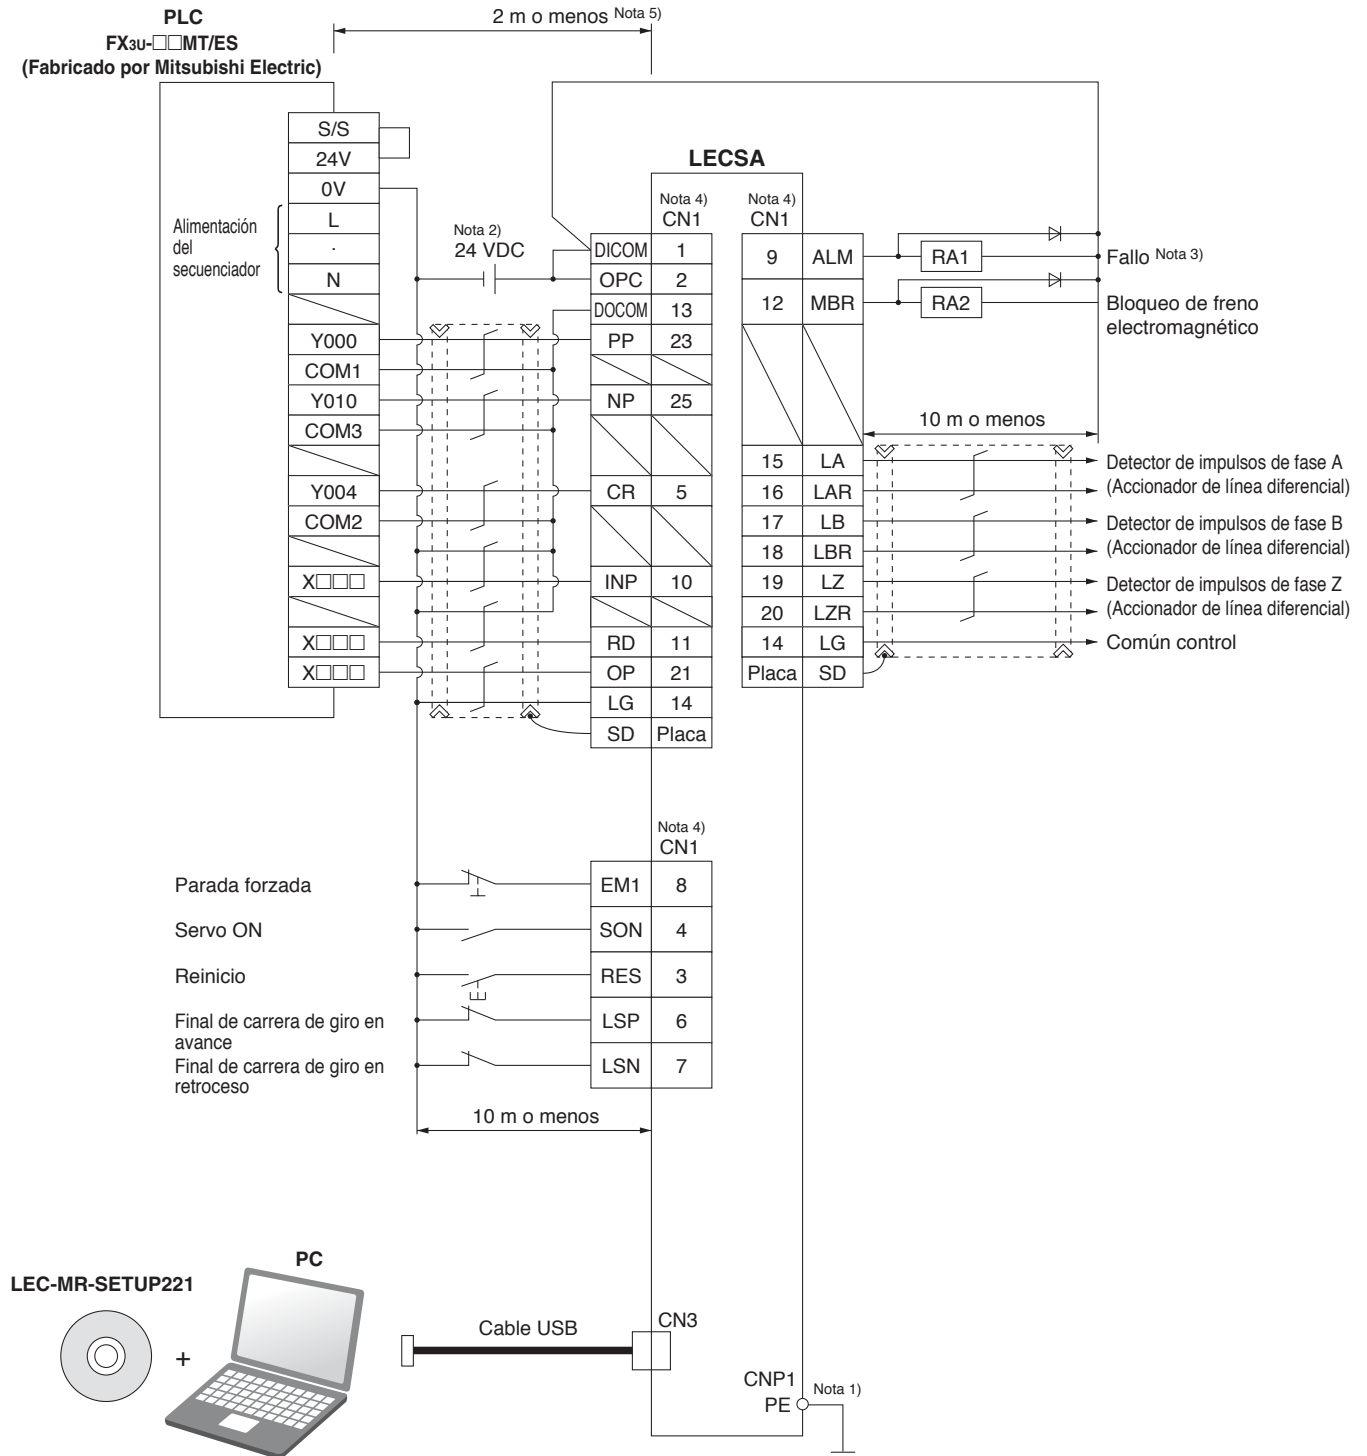 PLC
FX3U-□□MT/ES
(Fabricado por Mitsubishi Electric)
2 m o menos Nota 5)
S/S
24V
0V
L
·
N
Alimentación
del
secuenciador
Y000
COM1
Y010
COM3
Y004
COM2
X□□□
X□□□
X□□□
Nota 2)
24 VDC
LECSA
Nota 4)
CN1
DICOM 1
OPC 2
DOCOM 13
PP 23
NP 25
CR 5
INP 10
RD 11
OP 21
LG 14
SD Placa
Nota 4)
CN1
9 ALM
12 MBR
15 LA
16 LAR
17 LB
18 LBR
19 LZ
20 LZR
14 LG
Placa SD
RA1
Fallo Nota 3)
RA2
Bloqueo de freno
electromagnético
10 m o menos
Detector de impulsos de fase A
(Accionador de línea diferencial)
Detector de impulsos de fase B
(Accionador de línea diferencial)
Detector de impulsos de fase Z
(Accionador de línea diferencial)
Común control
Nota 4)
CN1
Parada forzada
EM1 8
Servo ON
SON 4
Reinicio
RES 3
Final de carrera de giro en
avance
LSP 6
Final de carrera de giro en
retroceso
LSN 7
10 m o menos
PC
LEC-MR-SETUP221
+
Cable USB
CN3
CNP1
PE
Nota 1)